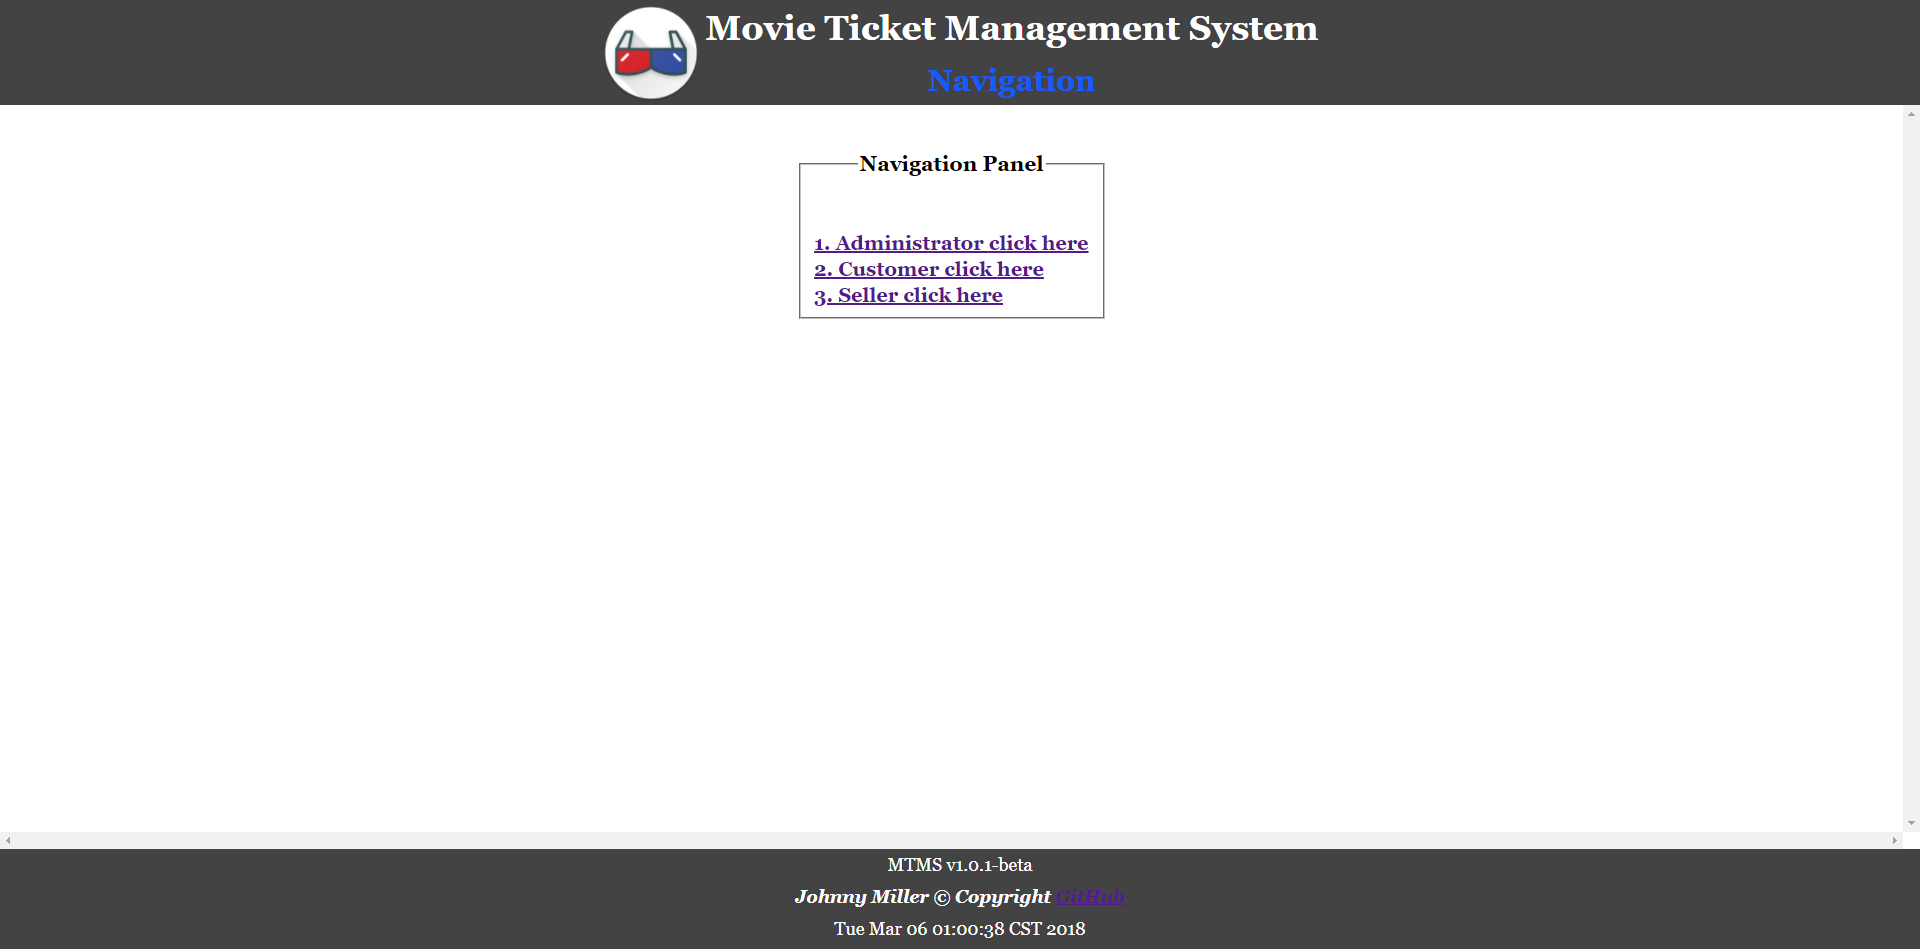 Movie Ticket Management System
Navigation
Navigation Panel
1. Administrator click here
2. Customer click here
3. Seller click here
MTMS v1.0.1-beta
Johnny Miller © Copyright GitHub
Tue Mar 06 01:00:38 CST 2018